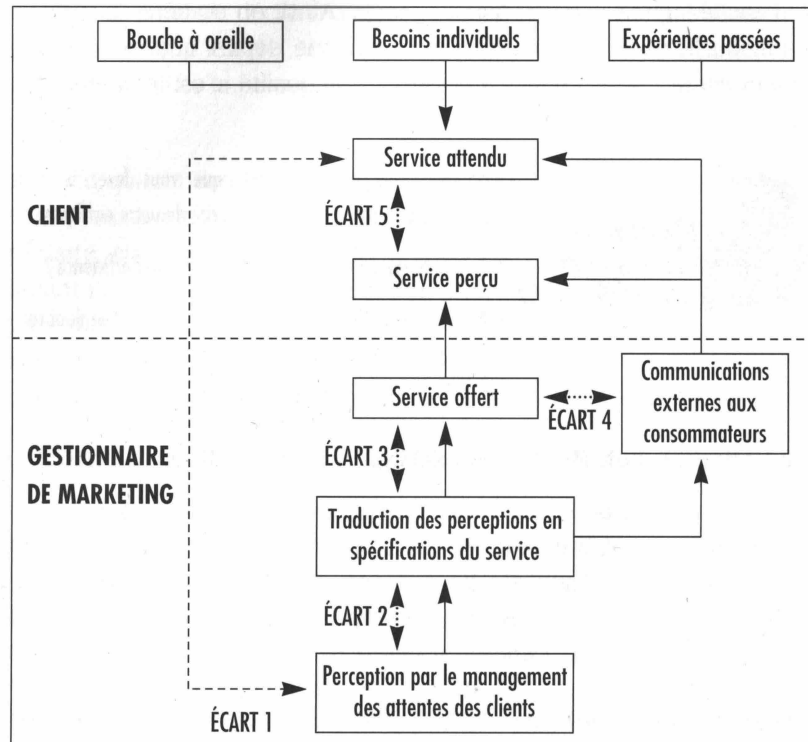 Bouche à oreille
Besoins individuels
Expériences passées
Service attendu
CLIENT
ÉCART 5
Service perçu
Service offert
Communications
externes aux
consommateurs
ÉCART 4
ÉCART 3
GESTIONNAIRE
DE MARKETING
Traduction des perceptions en
spécifications du service
ÉCART 2
Perception par le management
des attentes des clients
ÉCART 1